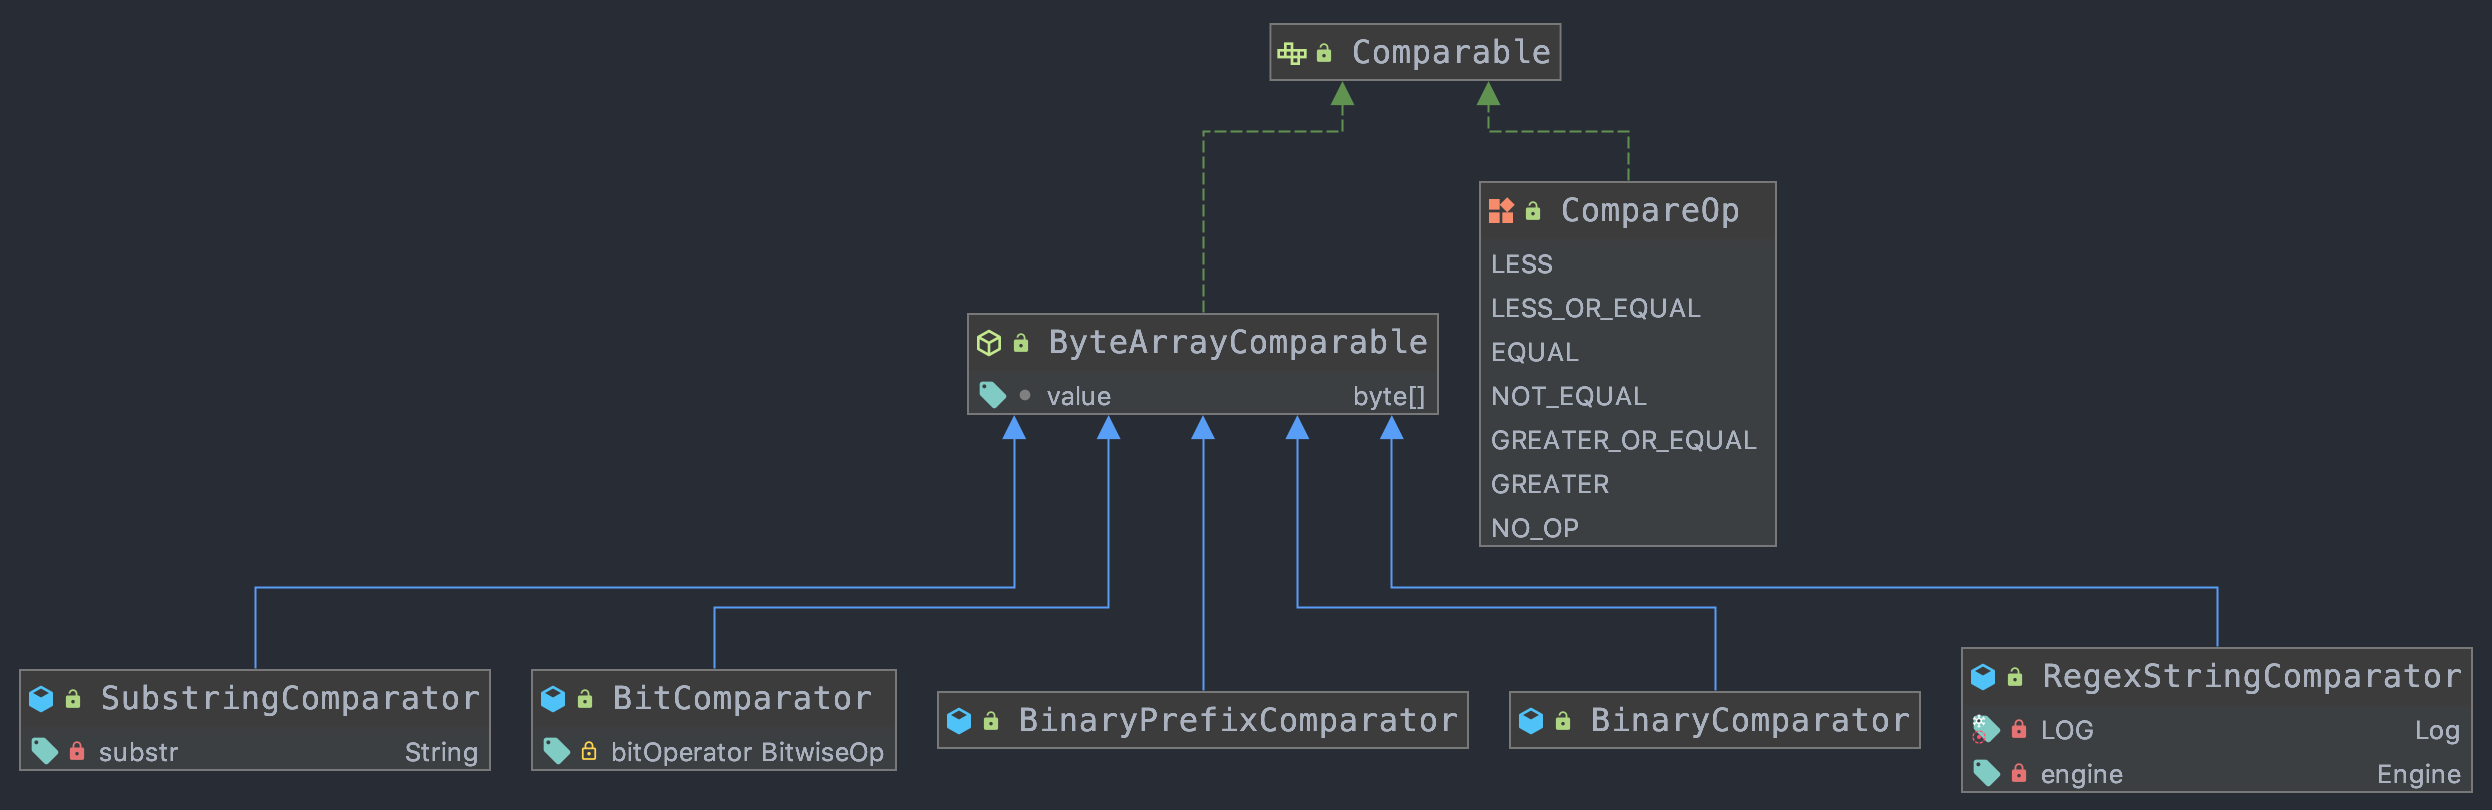 Comparable
CompareOp
LESS
LESS_OR_EQUAL
EQUAL
NOT_EQUAL
GREATER_OR_EQUAL
GREATER
NO_OP
ByteArrayComparable
value byte[]
SubstringComparator
substr String
BitComparator
bitOperator BitwiseOp
BinaryPrefixComparator
BinaryComparator
RegexStringComparator
LOG Log
engine Engine